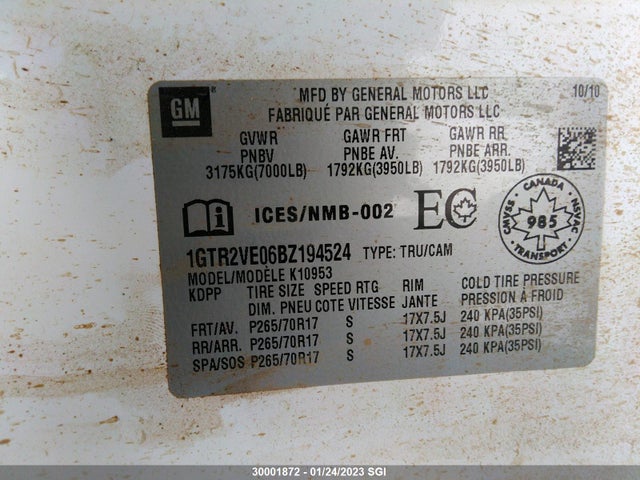 GM
®
MFD BY GENERAL MOTORS LLC 10/10
FABRIQUÉ PAR GENERAL MOTORS LLC
GVWR GAWR FRT GAWR RR
PNBV PNBE AV. PNBE ARR.
3175KG(7000LB) 1792KG(3950LB) 1792KG(3950LB)
i ICES/NMB-002 EC CANADA CMVSS NSVAC 985 TRANSPORT
1GTR2VE06BZ194524 TYPE: TRU/CAM
MODEL/MODÈLE K10953
KDPP TIRE SIZE SPEED RTG RIM COLD TIRE PRESSURE
DIM. PNEU COTE VITESSE JANTE PRESSION À FROID
FRT/AV. P265/70R17 S 17X7.5J 240 KPA(35PSI)
RR/ARR. P265/70R17 S 17X7.5J 240 KPA(35PSI)
SPA/SOS P265/70R17 S 17X7.5J 240 KPA(35PSI)
30001872 - 01/24/2023 SGI